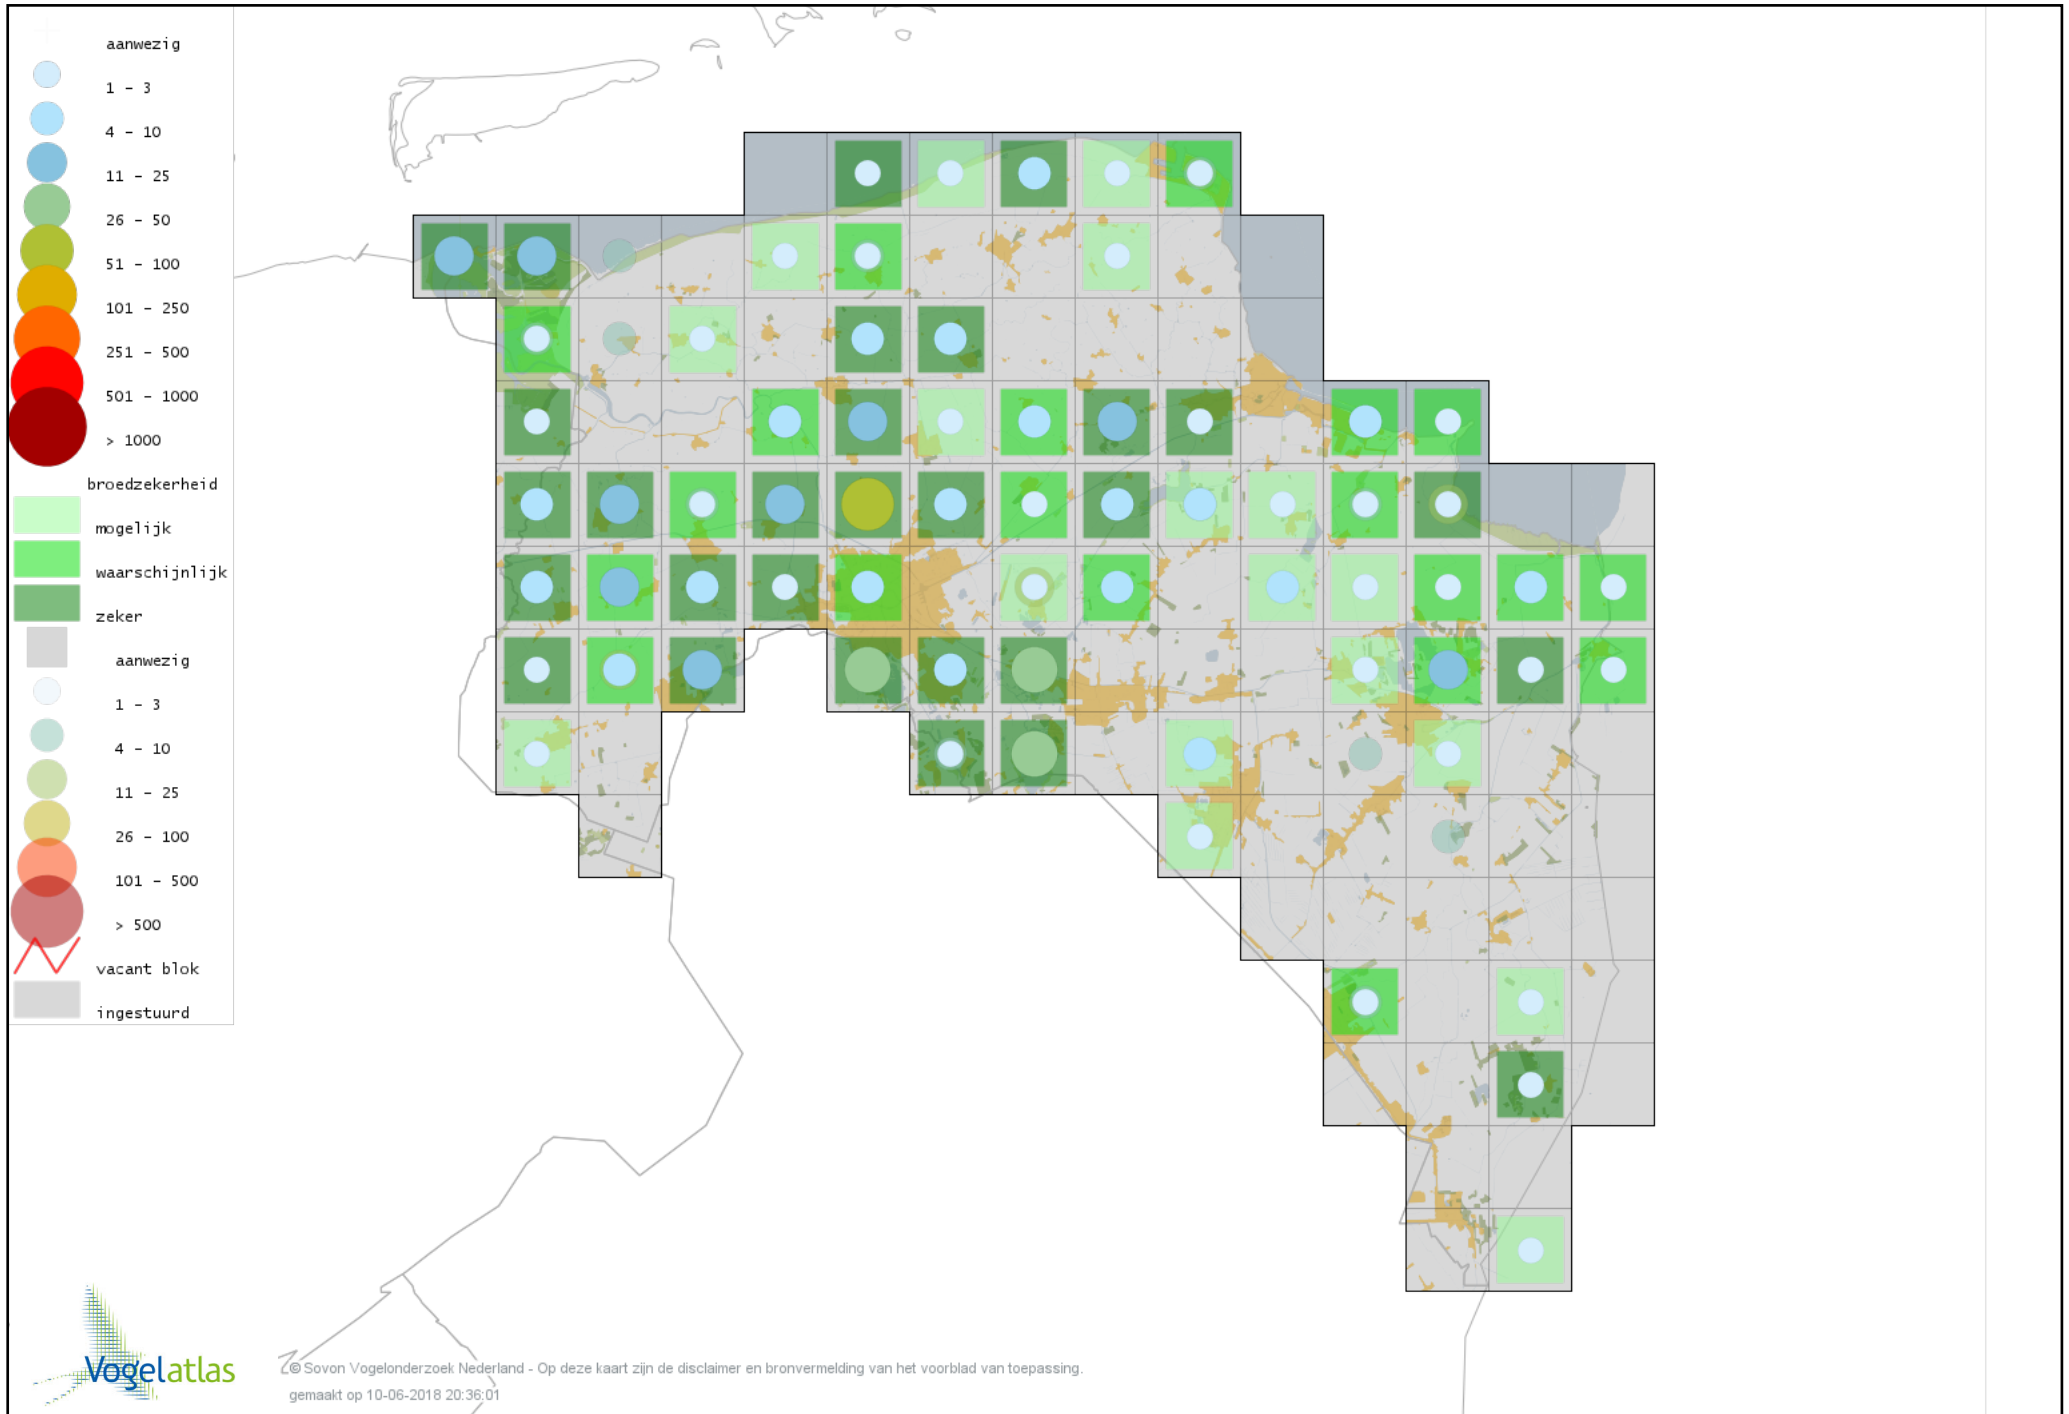 aanwezig
1 - 3
4 - 10
11 - 25
26 - 50
51 - 100
101 - 250
251 - 500
501 - 1000
> 1000
broedzekerheid
mogelijk
waarschijnlijk
zeker
aanwezig
1 - 3
4 - 10
11 - 25
26 - 100
101 - 500
> 500
vacant blok
ingestuurd
Vogelatlas
© Sovon Vogelonderzoek Nederland - Op deze kaart zijn de disclaimer en bronvermelding van het voorblad van toepassing.
gemaakt op 10-06-2018 20:36:01